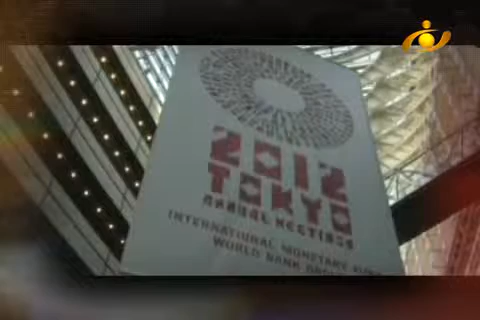 2012
TOKYO
ANNUAL MEETINGS
INTERNATIONAL MONETARY FUND
WORLD BANK GROUP